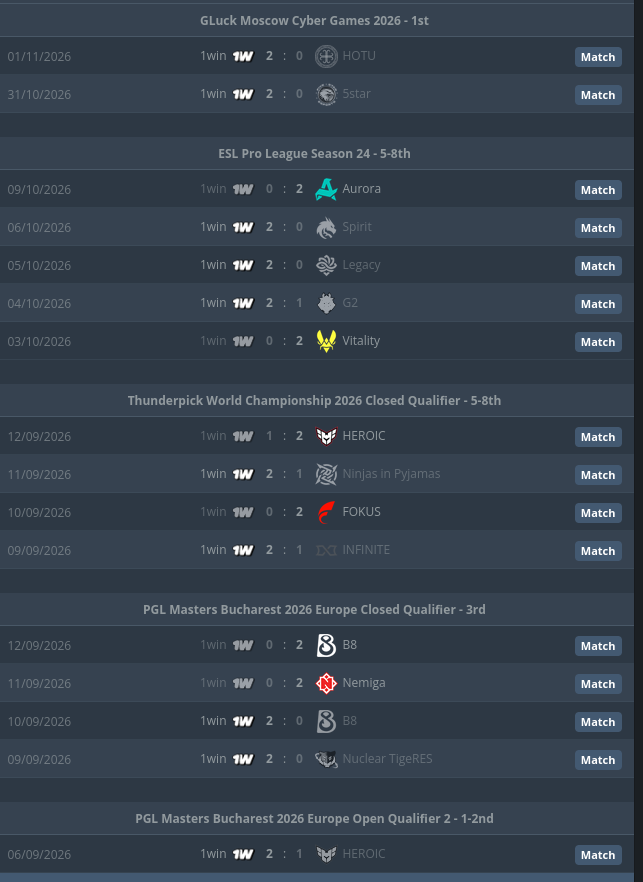 GLuck Moscow Cyber Games 2026 - 1st
01/11/2026 1win 1W 2 : 0 HOTU Match
31/10/2026 1win 1W 2 : 0 5star Match
ESL Pro League Season 24 - 5-8th
09/10/2026 1win 1W 0 : 2 Aurora Match
06/10/2026 1win 1W 2 : 0 Spirit Match
05/10/2026 1win 1W 2 : 0 Legacy Match
04/10/2026 1win 1W 2 : 1 G2 Match
03/10/2026 1win 1W 0 : 2 Vitality Match
Thunderpick World Championship 2026 Closed Qualifier - 5-8th
12/09/2026 1win 1W 1 : 2 HEROIC Match
11/09/2026 1win 1W 2 : 1 Ninjas in Pyjamas Match
10/09/2026 1win 1W 0 : 2 FOKUS Match
09/09/2026 1win 1W 2 : 1 INFINITE Match
PGL Masters Bucharest 2026 Europe Closed Qualifier - 3rd
12/09/2026 1win 1W 0 : 2 B8 Match
11/09/2026 1win 1W 0 : 2 Nemiga Match
10/09/2026 1win 1W 2 : 0 B8 Match
09/09/2026 1win 1W 2 : 0 Nuclear TigeRES Match
PGL Masters Bucharest 2026 Europe Open Qualifier 2 - 1-2nd
06/09/2026 1win 1W 2 : 1 HEROIC Match